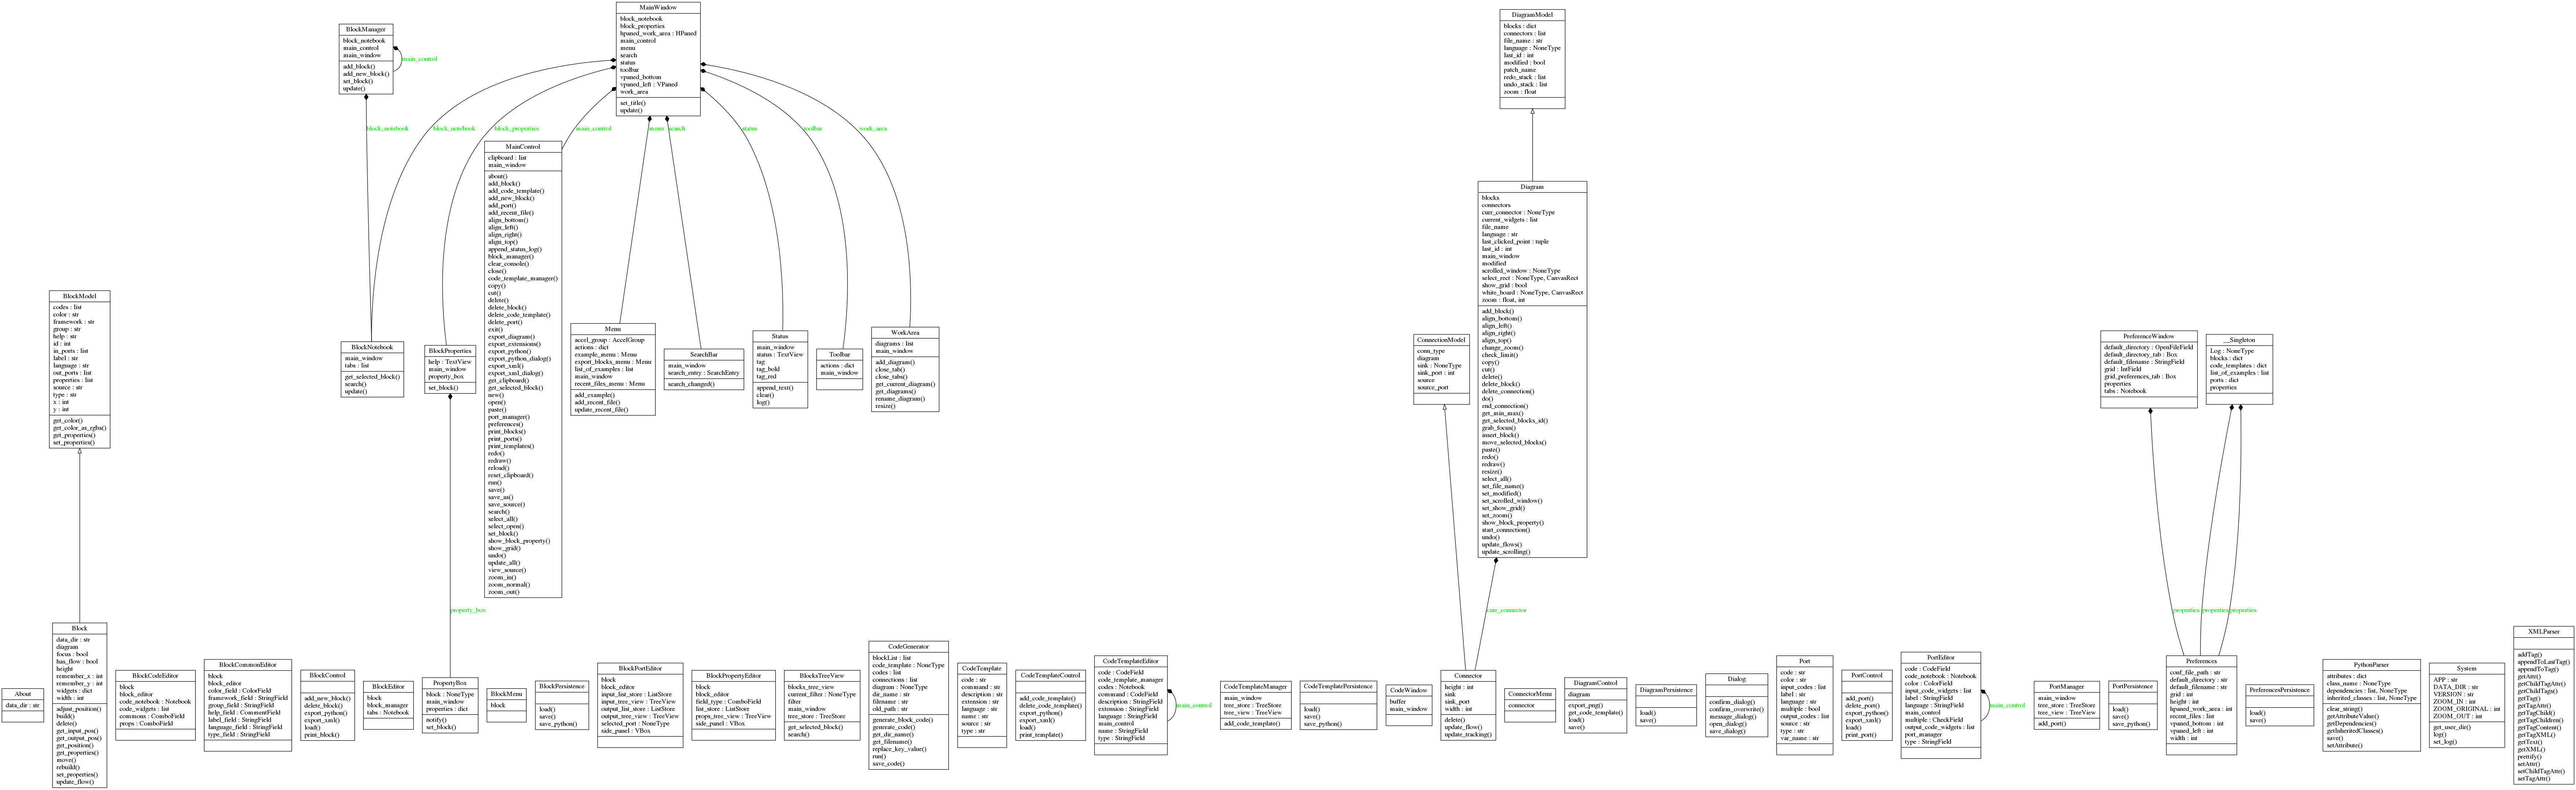 MainWindow
block_notebook
block_properties
hpaned_work_area : HPaned
main_control
menu
search
status
toolbar
vpaned_bottom
vpaned_left : VPaned
work_area
set_title()
update()
DiagramModel
blocks : dict
connectors : list
file_name : str
language : NoneType
last_id : int
modified : bool
patch_name
redo_stack : list
undo_stack : list
zoom : float
BlockManager
block_notebook
main_control
main_window
add_block()
add_new_block()
set_block()
update()
main_control
block_notebook
block_notebook
block_properties
main_control
menu
search
status
toolbar
work_area
MainControl
clipboard : list
main_window
about()
add_block()
add_code_template()
add_new_block()
add_port()
add_recent_file()
align_bottom()
align_left()
align_right()
align_top()
append_status_log()
block_manager()
clear_console()
close()
code_template_manager()
copy()
cut()
delete()
delete_block()
delete_code_template()
delete_port()
exit()
export_diagram()
export_extensions()
export_python()
export_python_dialog()
export_xml()
export_xml_dialog()
get_clipboard()
get_selected_block()
new()
open()
paste()
port_manager()
preferences()
print_blocks()
print_ports()
print_templates()
redo()
redraw()
reload()
reset_clipboard()
run()
save()
save_as()
save_source()
search()
select_all()
select_open()
set_block()
show_block_property()
show_grid()
undo()
update_all()
view_source()
zoom_in()
zoom_normal()
zoom_out()
Diagram
blocks
connectors
curr_connector : NoneType
current_widgets : list
file_name
language : str
last_clicked_point : tuple
last_id : int
main_window
modified
scrolled_window : NoneType
select_rect : NoneType, CanvasRect
show_grid : bool
white_board : NoneType, CanvasRect
zoom : float, int
add_block()
align_bottom()
align_left()
align_right()
align_top()
change_zoom()
check_limit()
copy()
cut()
delete()
delete_block()
delete_connection()
do()
end_connection()
get_min_max()
get_selected_blocks_id()
grab_focus()
insert_block()
move_selected_blocks()
paste()
redo()
redraw()
resize()
select_all()
set_file_name()
set_modified()
set_scrolled_window()
set_show_grid()
set_zoom()
show_block_property()
start_connection()
undo()
update_flows()
update_scrolling()
BlockModel
codes : list
color : str
framework : str
group : str
help : str
id : int
in_ports : list
label : str
language : str
out_ports : list
properties : list
source : str
type : str
x : int
y : int
get_color()
get_color_as_rgba()
get_properties()
set_properties()
BlockNotebook
main_window
tabs : list
get_selected_block()
search()
update()
BlockProperties
help : TextView
main_window
property_box
set_block()
Menu
accel_group : AccelGroup
actions : dict
example_menu : Menu
export_blocks_menu : Menu
list_of_examples : list
main_window
recent_files_menu : Menu
add_example()
add_recent_file()
update_recent_file()
SearchBar
main_window
search_entry : SearchEntry
search_changed()
Status
main_window
status : TextView
tag
tag_bold
tag_red
append_text()
clear()
log()
Toolbar
actions : dict
main_window
WorkArea
diagrams : list
main_window
add_diagram()
close_tab()
close_tabs()
get_current_diagram()
get_diagrams()
rename_diagram()
resize()
ConnectionModel
conn_type
diagram
sink : NoneType
sink_port : int
source
source_port
PreferenceWindow
default_directory : OpenFileField
default_directory_tab : Box
default_filename : StringField
grid : IntField
grid_preferences_tab : Box
properties
tabs : Notebook
__Singleton
Log : NoneType
blocks : dict
code_templates : dict
list_of_examples : list
ports : dict
properties
property_box
curr_connector
properties
properties
properties
About
data_dir : str
Block
data_dir : str
diagram
focus : bool
has_flow : bool
height
remember_x : int
remember_y : int
widgets : dict
width : int
adjust_position()
build()
delete()
get_input_pos()
get_output_pos()
get_position()
get_properties()
move()
rebuild()
set_properties()
update_flow()
BlockCodeEditor
block
block_editor
code_notebook : Notebook
code_widgets : list
commons : ComboField
props : ComboField
BlockCommonEditor
block
block_editor
color_field : ColorField
framework_field : StringField
group_field : StringField
help_field : CommentField
label_field : StringField
language_field : StringField
type_field : StringField
BlockControl
add_new_block()
delete_block()
export_python()
export_xml()
load()
print_block()
BlockEditor
block
block_manager
tabs : Notebook
PropertyBox
block : NoneType
main_window
properties : dict
notify()
set_block()
BlockMenu
block
BlockPersistence
load()
save()
save_python()
BlockPortEditor
block
block_editor
input_list_store : ListStore
input_tree_view : TreeView
output_list_store : ListStore
output_tree_view : TreeView
selected_port : NoneType
side_panel : VBox
BlockPropertyEditor
block
block_editor
field_type : ComboField
list_store : ListStore
props_tree_view : TreeView
side_panel : VBox
BlocksTreeView
blocks_tree_view
current_filter : NoneType
filter
main_window
tree_store : TreeStore
get_selected_block()
search()
CodeGenerator
blockList : list
code_template : NoneType
codes : list
connections : list
diagram : NoneType
dir_name : str
filename : str
old_path : str
generate_block_code()
generate_code()
get_dir_name()
get_filename()
replace_key_value()
run()
save_code()
CodeTemplate
code : str
command : str
description : str
extension : str
language : str
name : str
source : str
type : str
CodeTemplateControl
add_code_template()
delete_code_template()
export_python()
export_xml()
load()
print_template()
CodeTemplateEditor
code : CodeField
code_template_manager
codes : Notebook
command : CodeField
description : StringField
extension : StringField
language : StringField
main_control
name : StringField
type : StringField
main_control
CodeTemplateManager
main_window
tree_store : TreeStore
tree_view : TreeView
add_code_template()
CodeTemplatePersistence
load()
save()
save_python()
CodeWindow
buffer
main_window
Connector
height : int
sink
sink_port
width : int
delete()
update_tracking()
ConnectorMenu
connector
DiagramControl
diagram
export_png()
get_code_template()
load()
save()
DiagramPersistence
load()
save()
Dialog
confirm_dialog()
confirm_overwrite()
message_dialog()
open_dialog()
save_dialog()
Port
code : str
color : str
input_codes : list
label : str
language : str
multiple : bool
output_codes : list
source : str
type : str
var_name : str
PortControl
add_port()
delete_port()
export_python()
export_xml()
load()
print_port()
PortEditor
code : CodeField
code_notebook : Notebook
color : ColorField
input_code_widgets : list
label : StringField
language : StringField
main_control
multiple : CheckField
output_code_widgets : list
port_manager
type : StringField
main_control
PortManager
main_window
tree_store : TreeStore
tree_view : TreeView
add_port()
PortPersistence
load()
save()
save_python()
Preferences
conf_file_path : str
default_directory : str
default_filename : str
grid : int
height : int
hpaned_work_area : int
recent_files : list
vpaned_bottom : int
vpaned_left : int
width : int
PreferencesPersistence
load()
save()
PythonParser
attributes : dict
class_name : NoneType
dependencies : list, NoneType
inherited_classes : list, NoneType
clear_string()
getAttributeValue()
getDependencies()
getInheritedClasses()
save()
setAttribute()
System
APP : str
DATA_DIR : str
VERSION : str
ZOOM_IN : int
ZOOM_ORIGINAL : int
ZOOM_OUT : int
get_user_dir()
log()
set_log()
XMLParser
addTag()
appendToLastTag()
appendToTag()
getAttr()
getChildTagAttr()
getChildTags()
getTag()
getTagAttr()
getTagChild()
getTagChildren()
getTagContent()
getTagXML()
getText()
getXML()
prettify()
setAttr()
setChildTagAttr()
setTagAttr()